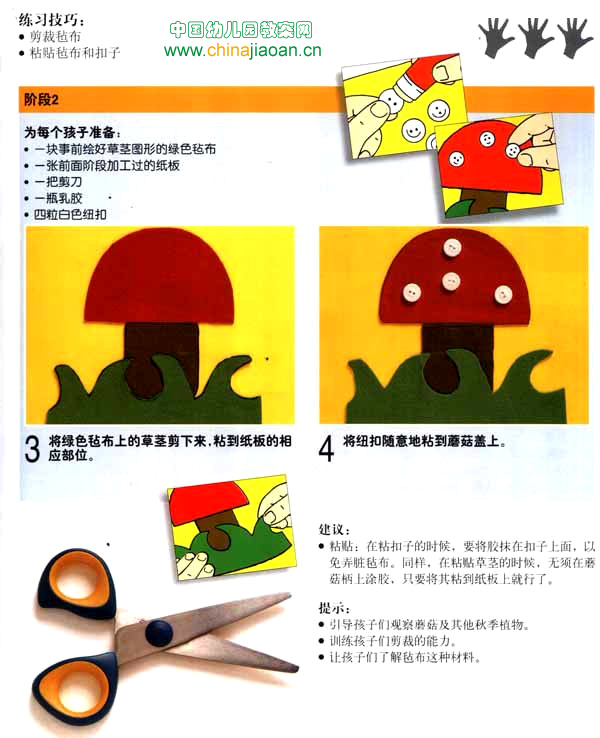 练习技巧：
● 剪裁毡布
● 粘贴毡布和扣子
中国幼儿园教案网
www.chinajiaoan.cn
阶段2
为每个孩子准备：
• 一块事前绘好草茎图形的绿色毡布
• 一张前面阶段加工过的纸板
• 一把剪刀
• 一瓶乳胶
• 四粒白色纽扣
3 将绿色毡布上的草茎剪下来，粘到纸板的相
应部位。
4 将纽扣随意地粘到蘑菇盖上。
建议：
● 粘贴：在粘扣子的时候，要将胶抹在扣子上面，以
免弄脏毡布。同样，在粘贴草茎的时候，无须在蘑
菇柄上涂胶，只要将其粘到纸板上就行了。
提示：
● 引导孩子们观察蘑菇及其他秋季植物。
● 训练孩子们剪裁的能力。
● 让孩子们了解毡布这种材料。